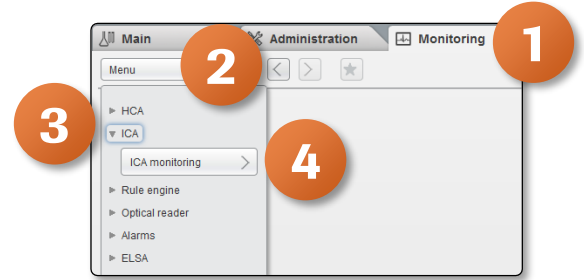 Main Administration Monitoring 1
Menu 2
3
HCA
ICA
ICA monitoring 4
Rule engine
Optical reader
Alarms
ELSA